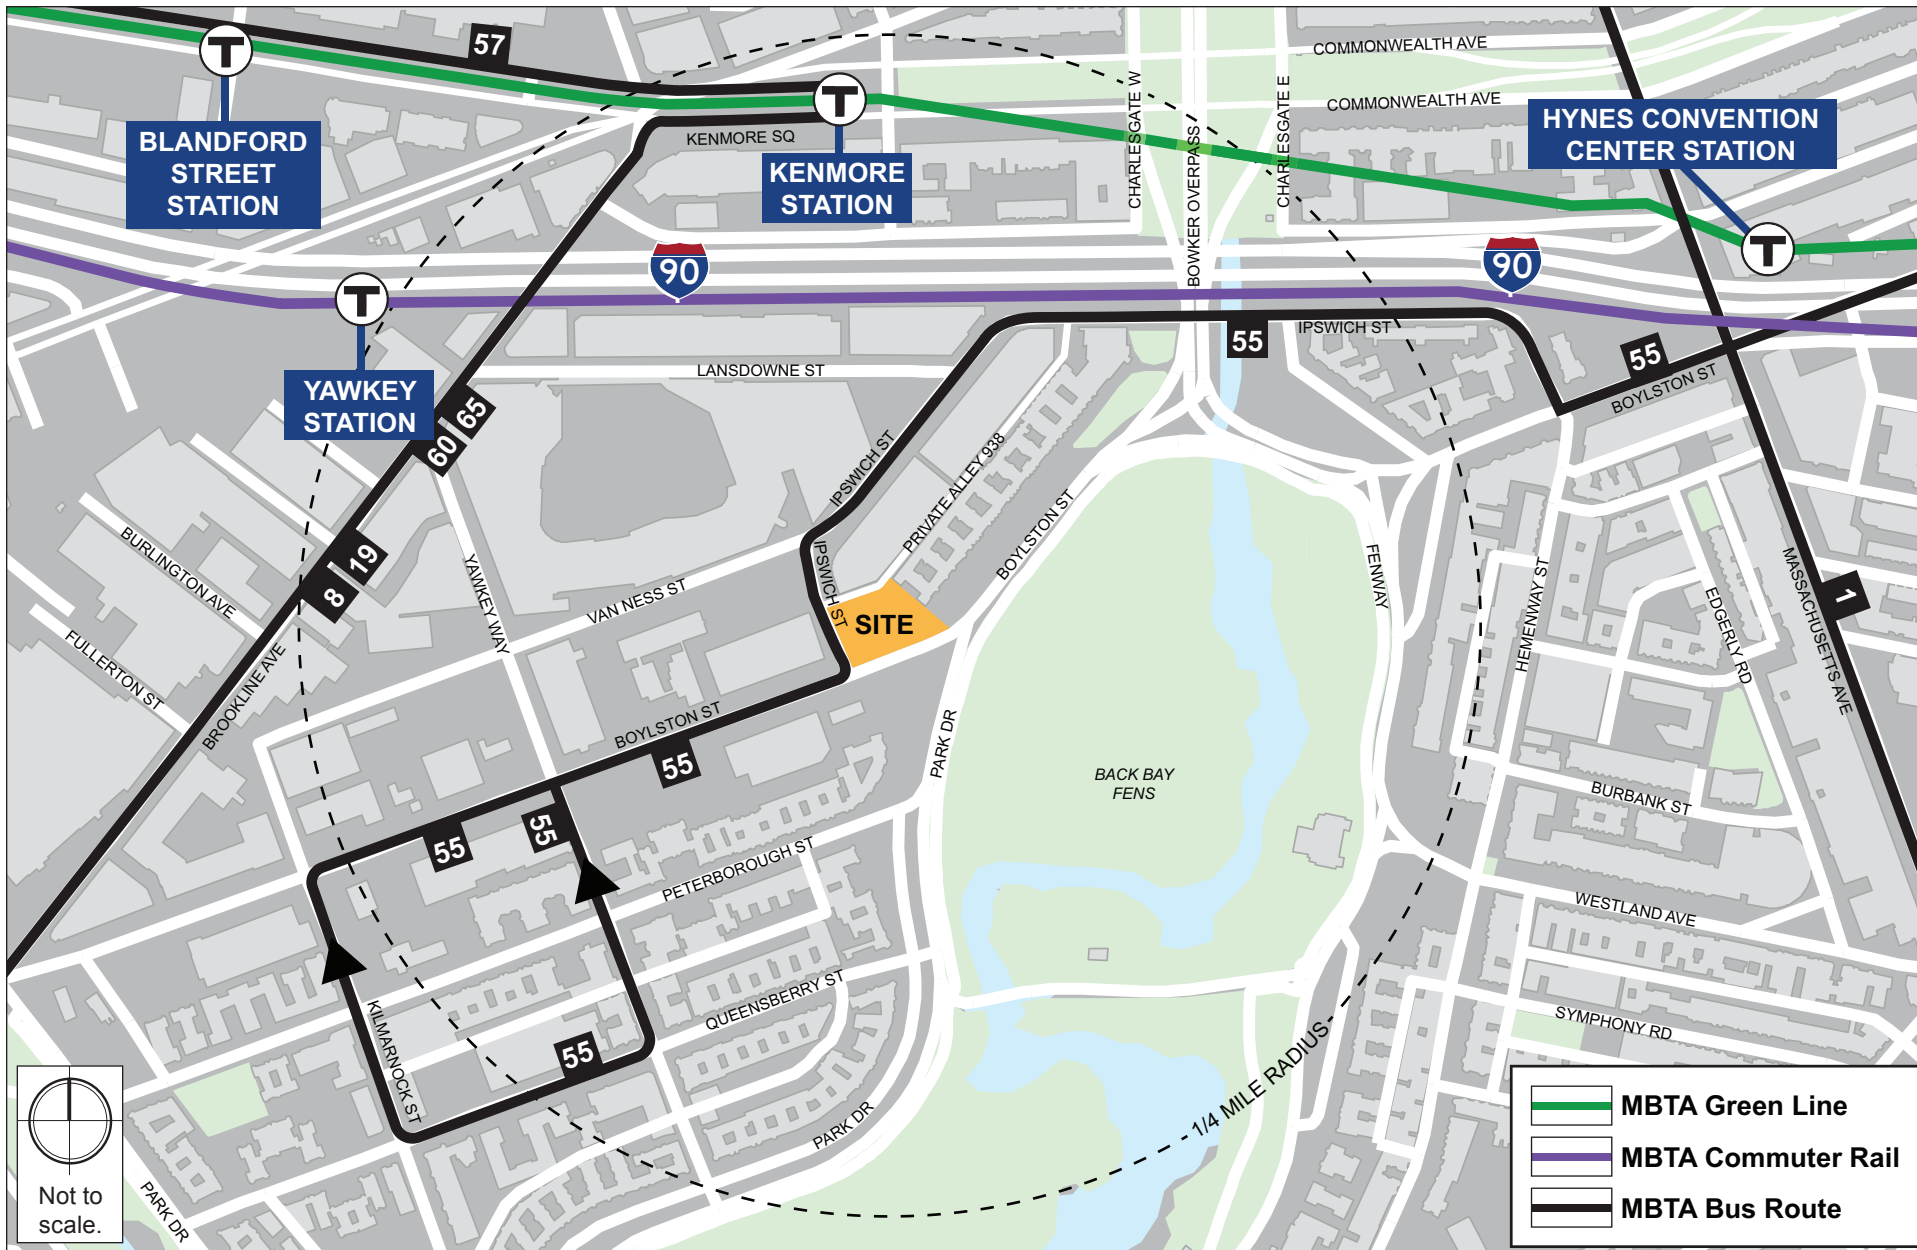 57
COMMONWEALTH AVE
COMMONWEALTH AVE
T
T
BLANDFORD
STREET
STATION
KENMORE SQ
KENMORE
STATION
CHARLESGATE W
BOWKER OVERPASS
CHARLESGATE E
HYNES CONVENTION
CENTER STATION
T
90
90
T
YAWKEY
STATION
IPSWICH ST
55
55
BOYLSTON ST
LANSDOWNE ST
65
60
IPSWICH ST
PRIVATE ALLEY 938
BOYLSTON ST
19
8
BURLINGTON AVE
FULLERTON ST
BROOKLINE AVE
YAWKEY WAY
VAN NESS ST
IPSWICH ST
SITE
FENWAY
HEMENWAY ST
EDGERLY RD
MASSACHUSETTS AVE
1
BOYLSTON ST
55
PARK DR
BACK BAY
FENS
BURBANK ST
55
55
PETERBOROUGH ST
WESTLAND AVE
KILMARNOCK ST
QUEENSBERRY ST
55
SYMPHONY RD
1/4 MILE RADIUS
PARK DR
PARK DR
Not to
scale.
MBTA Green Line
MBTA Commuter Rail
MBTA Bus Route